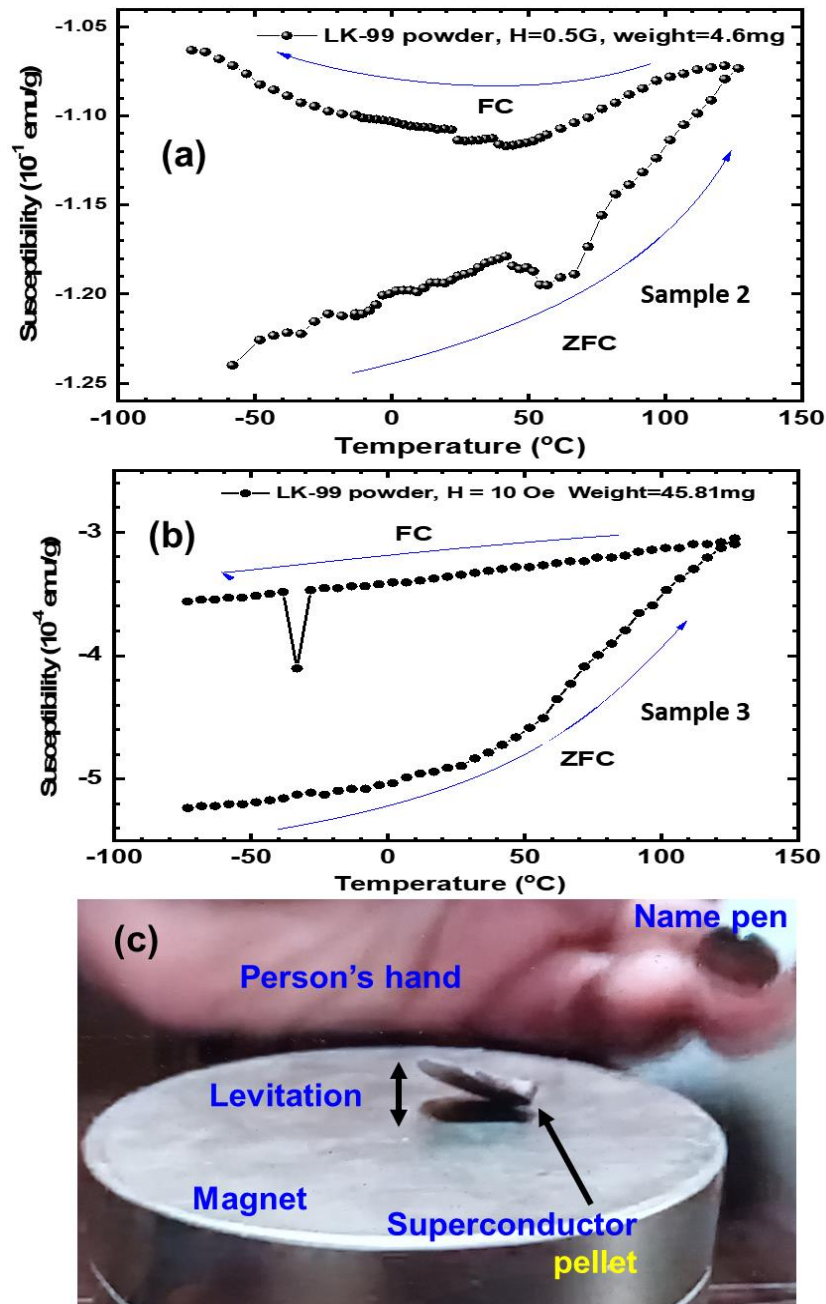 -1.05
LK-99 powder, H=0.5G, weight=4.6mg
-1.10
FC
(a)
Susceptibility (10⁻¹ emu/g)
-1.15
-1.20
Sample 2
ZFC
-1.25
-100 -50 0 50 100 150
Temperature (°C)
LK-99 powder, H = 10 Oe Weight=45.81mg
-3
FC
(b)
Susceptibility (10⁻⁴ emu/g)
-4
Sample 3
ZFC
-5
-100 -50 0 50 100 150
Temperature (°C)
Name pen
(c)
Person's hand
Levitation
Magnet
Superconductor
pellet